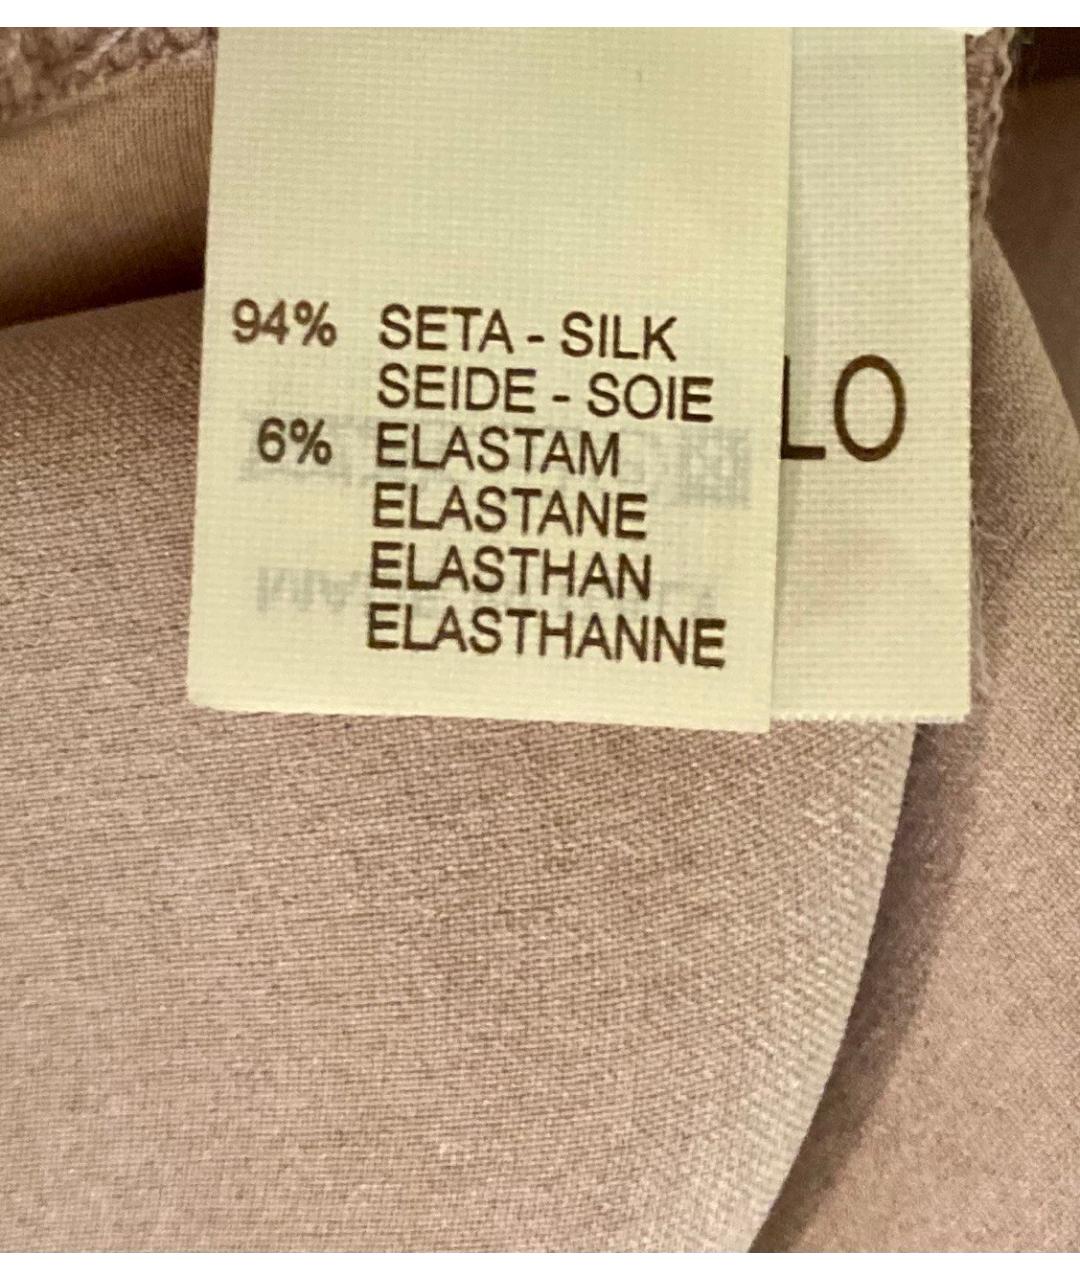 94% SETA - SILK
SEIDE - SOIE
6% ELASTAM
ELASTANE
ELASTHAN
ELASTHANNE
LO